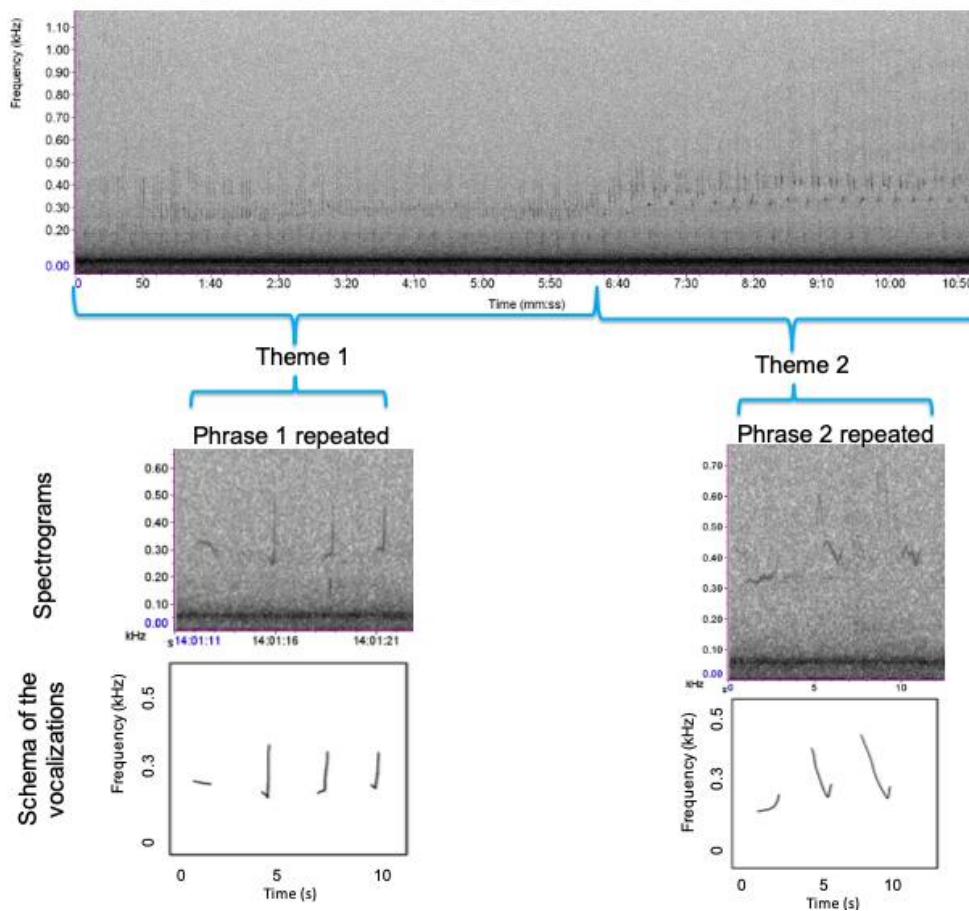 Frequency (kHz)
1.10
1.00
0.90
0.80
0.70
0.60
0.50
0.40
0.30
0.20
0.00
0 50 1:40 2:30 3:20 4:10 5:00 5:50 6:40 7:30 8:20 9:10 10:00 10:50
Time (mm:ss)
Theme 1
Theme 2
Phrase 1 repeated
Phrase 2 repeated
Spectrograms
0.60
0.50
0.40
0.30
0.20
0.10
0.00
kHz
s 14:01:11 14:01:16 14:01:21
0.70
0.60
0.50
0.40
0.30
0.20
0.10
0.00
kHz
s 0 5 10
Schema of the
vocalizations
Frequency (kHz)
0.5
0.3
0
0 5 10
Time (s)
Frequency (kHz)
0.5
0.3
0
0 5 10
Time (s)